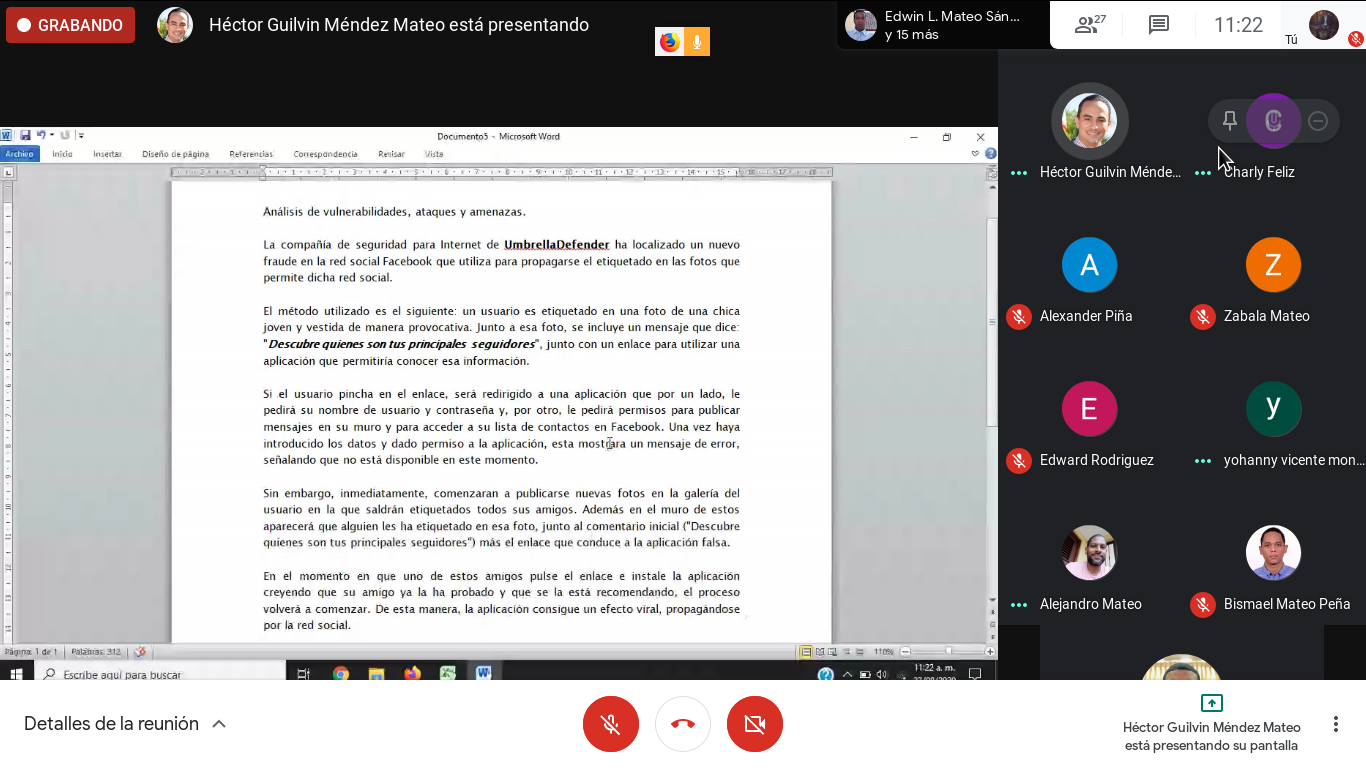 GRABANDO
Héctor Guilvin Méndez Mateo está presentando
Edwin L. Mateo Sán...
y 15 más
27
11:22
Tú
Documento5 - Microsoft Word
Archivo Inicio Insertar Diseño de página Referencias Correspondencia Revisar Vista
Análisis de vulnerabilidades, ataques y amenazas.
La compañía de seguridad para Internet de UmbrellaDefender ha localizado un nuevo
fraude en la red social Facebook que utiliza para propagarse el etiquetado en las fotos que
permite dicha red social.
El método utilizado es el siguiente: un usuario es etiquetado en una foto de una chica
joven y vestida de manera provocativa. Junto a esa foto, se incluye un mensaje que dice:
"Descubre quienes son tus principales seguidores", junto con un enlace para utilizar una
aplicación que permitiría conocer esa información.
Si el usuario pincha en el enlace, será redirigido a una aplicación que por un lado, le
pedirá su nombre de usuario y contraseña y, por otro, le pedirá permisos para publicar
mensajes en su muro y para acceder a su lista de contactos en Facebook. Una vez haya
introducido los datos y dado permiso a la aplicación, esta mostrara un mensaje de error,
señalando que no está disponible en este momento.
Sin embargo, inmediatamente, comenzaran a publicarse nuevas fotos en la galería del
usuario en la que saldrán etiquetados todos sus amigos. Además en el muro de estos
aparecerá que alguien les ha etiquetado en esa foto, junto al comentario inicial ("Descubre
quienes son tus principales seguidores") más el enlace que conduce a la aplicación falsa.
En el momento en que uno de estos amigos pulse el enlace e instale la aplicación
creyendo que su amigo ya la ha probado y que se la está recomendando, el proceso
volverá a comenzar. De esta manera, la aplicación consigue un efecto viral, propagándose
por la red social.
Página: 1 de 1 Palabras: 312
110%
Escribe aquí para buscar
11:22 a. m.
Héctor Guilvin Ménde...
Charly Feliz
A
Alexander Piña
Z
Zabala Mateo
E
Edward Rodriguez
y
yohanny vicente mon...
Alejandro Mateo
Bismael Mateo Peña
Detalles de la reunión
Héctor Guilvin Méndez Mateo
está presentando su pantalla